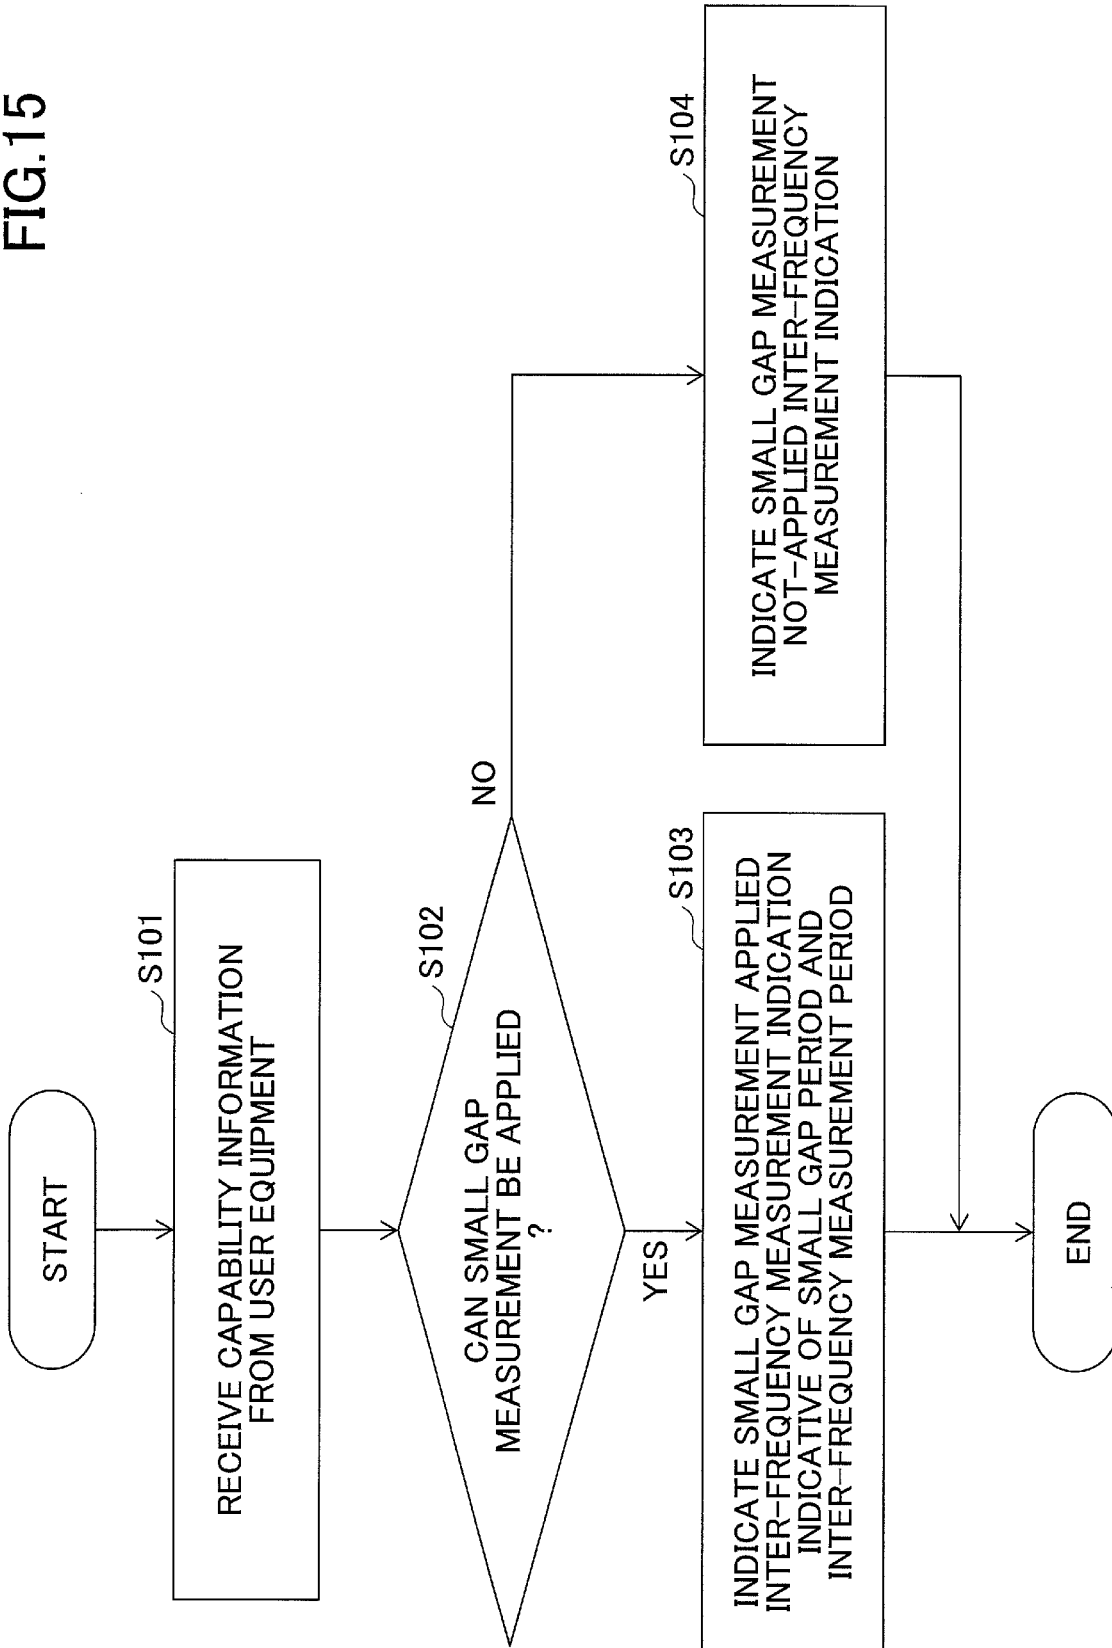 FIG.15
START
S101
RECEIVE CAPABILITY INFORMATION
FROM USER EQUIPMENT
S102
CAN SMALL GAP
MEASUREMENT BE APPLIED
?
NO
YES
S103
INDICATE SMALL GAP MEASUREMENT APPLIED
INTER-FREQUENCY MEASUREMENT INDICATION
INDICATIVE OF SMALL GAP PERIOD AND
INTER-FREQUENCY MEASUREMENT PERIOD
S104
INDICATE SMALL GAP MEASUREMENT
NOT-APPLIED INTER-FREQUENCY
MEASUREMENT INDICATION
END